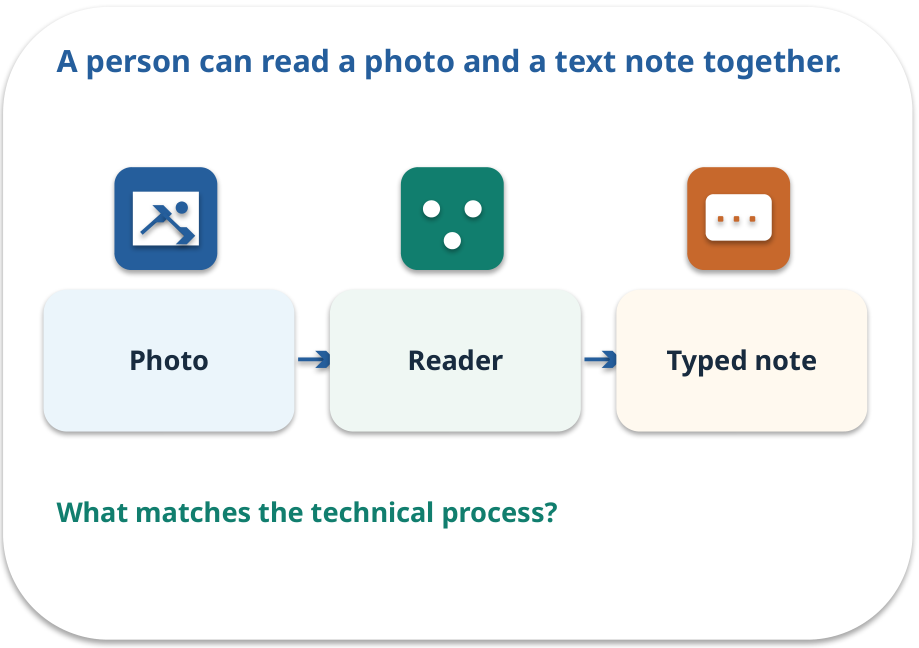 A person can read a photo and a text note together.
Photo
Reader
Typed note
What matches the technical process?